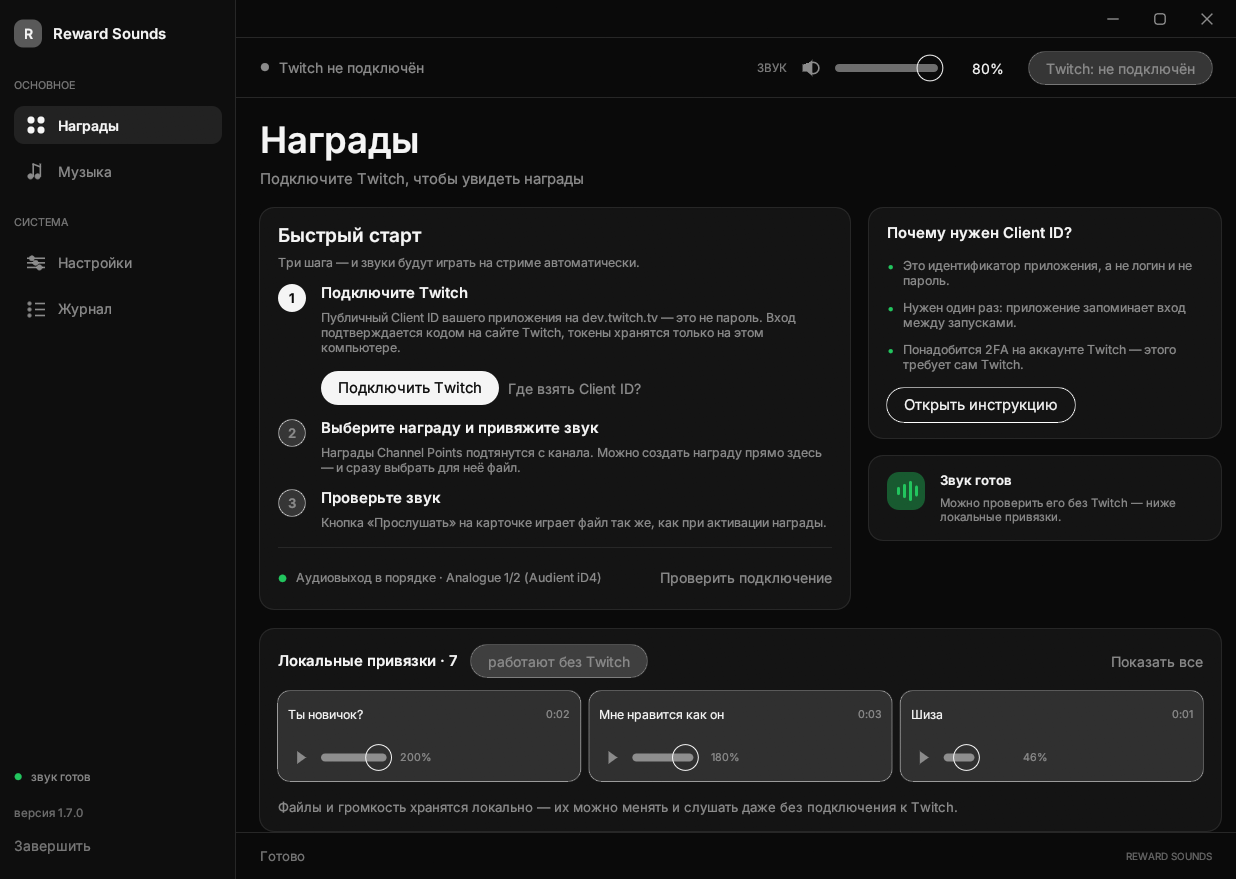 R
Reward Sounds
ОСНОВНОЕ
Награды
Музыка
СИСТЕМА
Настройки
Журнал
звук готов
версия 1.7.0
Завершить
Twitch не подключён
ЗВУК
80%
Twitch: не подключён
Награды
Подключите Twitch, чтобы увидеть награды
Быстрый старт
Три шага — и звуки будут играть на стриме автоматически.
1
Подключите Twitch
Публичный Client ID вашего приложения на dev.twitch.tv — это не пароль. Вход
подтверждается кодом на сайте Twitch, токены хранятся только на этом
компьютере.
Подключить Twitch
Где взять Client ID?
2
Выберите награду и привяжите звук
Награды Channel Points подтянутся с канала. Можно создать награду прямо здесь
— и сразу выбрать для неё файл.
3
Проверьте звук
Кнопка «Прослушать» на карточке играет файл так же, как при активации награды.
Аудиовыход в порядке · Analogue 1/2 (Audient iD4)
Проверить подключение
Почему нужен Client ID?
Это идентификатор приложения, а не логин и не
пароль.
Нужен один раз: приложение запоминает вход
между запусками.
Понадобится 2FA на аккаунте Twitch — этого
требует сам Twitch.
Открыть инструкцию
Звук готов
Можно проверить его без Twitch — ниже
локальные привязки.
Локальные привязки · 7
работают без Twitch
Показать все
Ты новичок?
0:02
200%
Мне нравится как он
0:03
180%
Шиза
0:01
46%
Файлы и громкость хранятся локально — их можно менять и слушать даже без подключения к Twitch.
Готово
REWARD SOUNDS